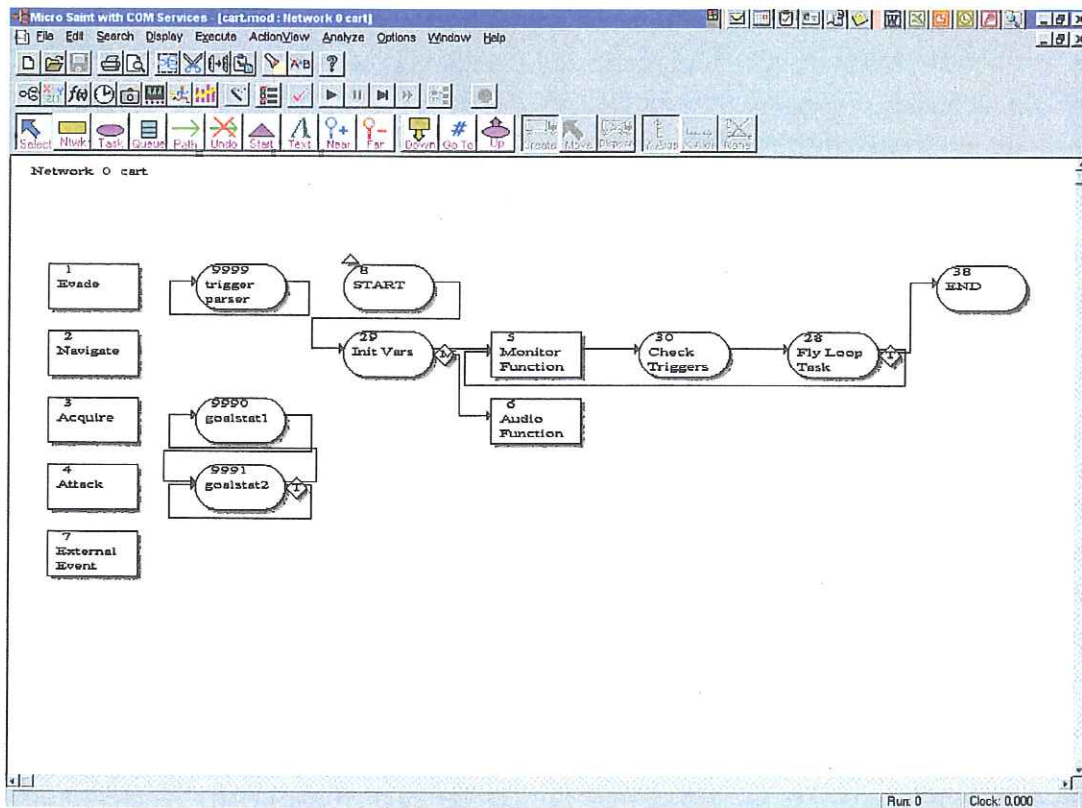 Micro Saint with COM Services - [cart.mod : Network 0 cart]
File Edit Search Display Execute ActionView Analyze Options Window Help
Select Ntwk Task Queue Path Undo Start Text Near Far Down Go To Up Create Move
Network 0 cart
1
Evade
9999
trigger
parser
8
START
38
END
2
Navigate
29
Init Vars
M
5
Monitor
Function
30
Check
Triggers
28
Fly Loop
Task
T
3
Acquire
9990
goalstat1
6
Audio
Function
4
Attack
9991
goalstat2
T
7
External
Event
Run: 0 Clock: 0.000